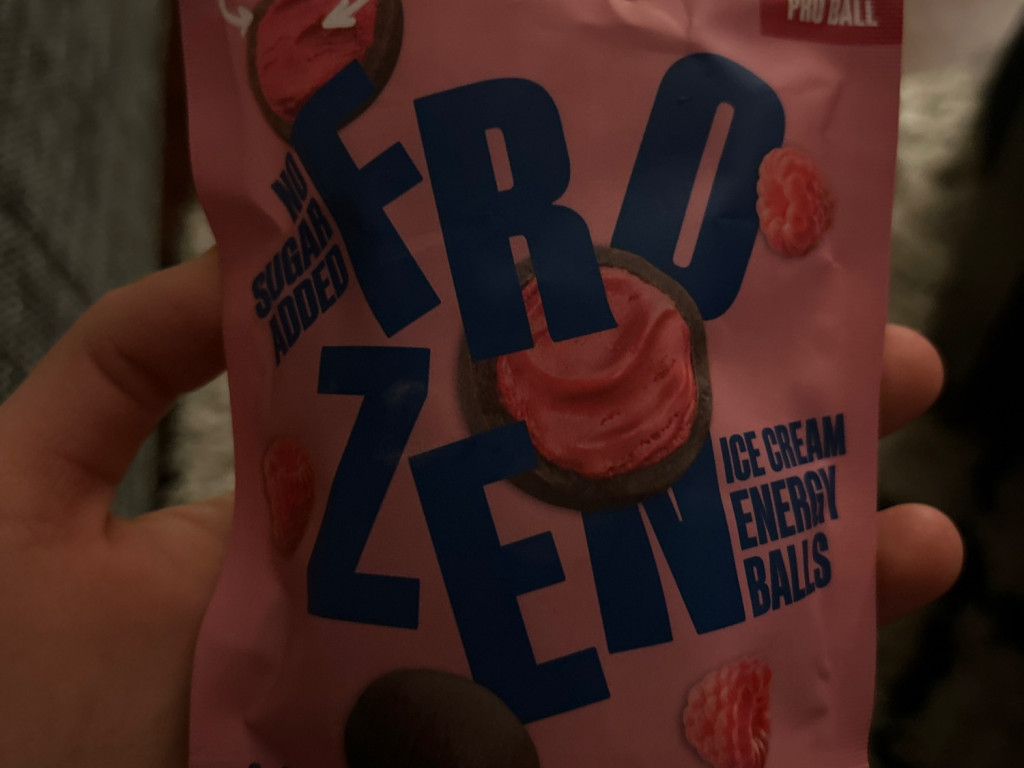 PRO BALL
NO
SUGAR
ADDED
FRO
ZEN
ICE CREAM
ENERGY
BALLS